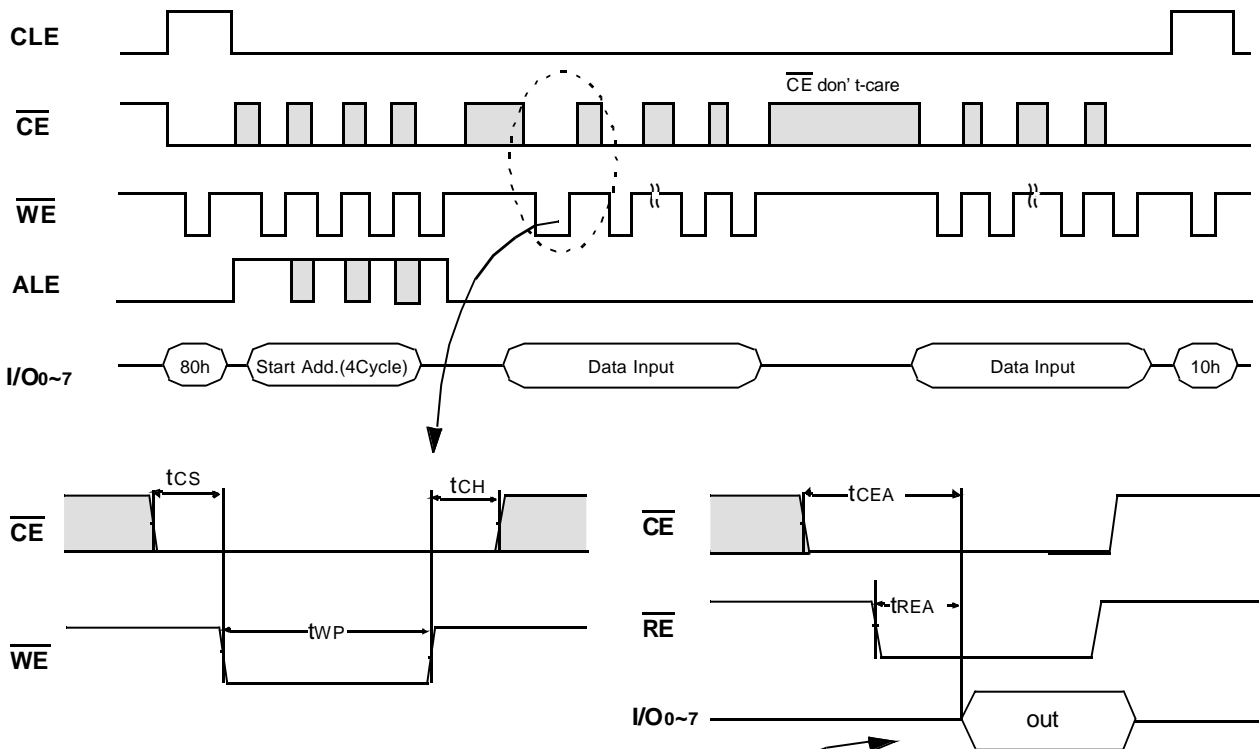 CLE
CE don' t-care
CE
WE
ALE
I/O0~7 80h Start Add.(4Cycle) Data Input Data Input 10h
tCS tCH
CE
tWP
WE
tCEA
CE
tREA
RE
I/O0~7 out